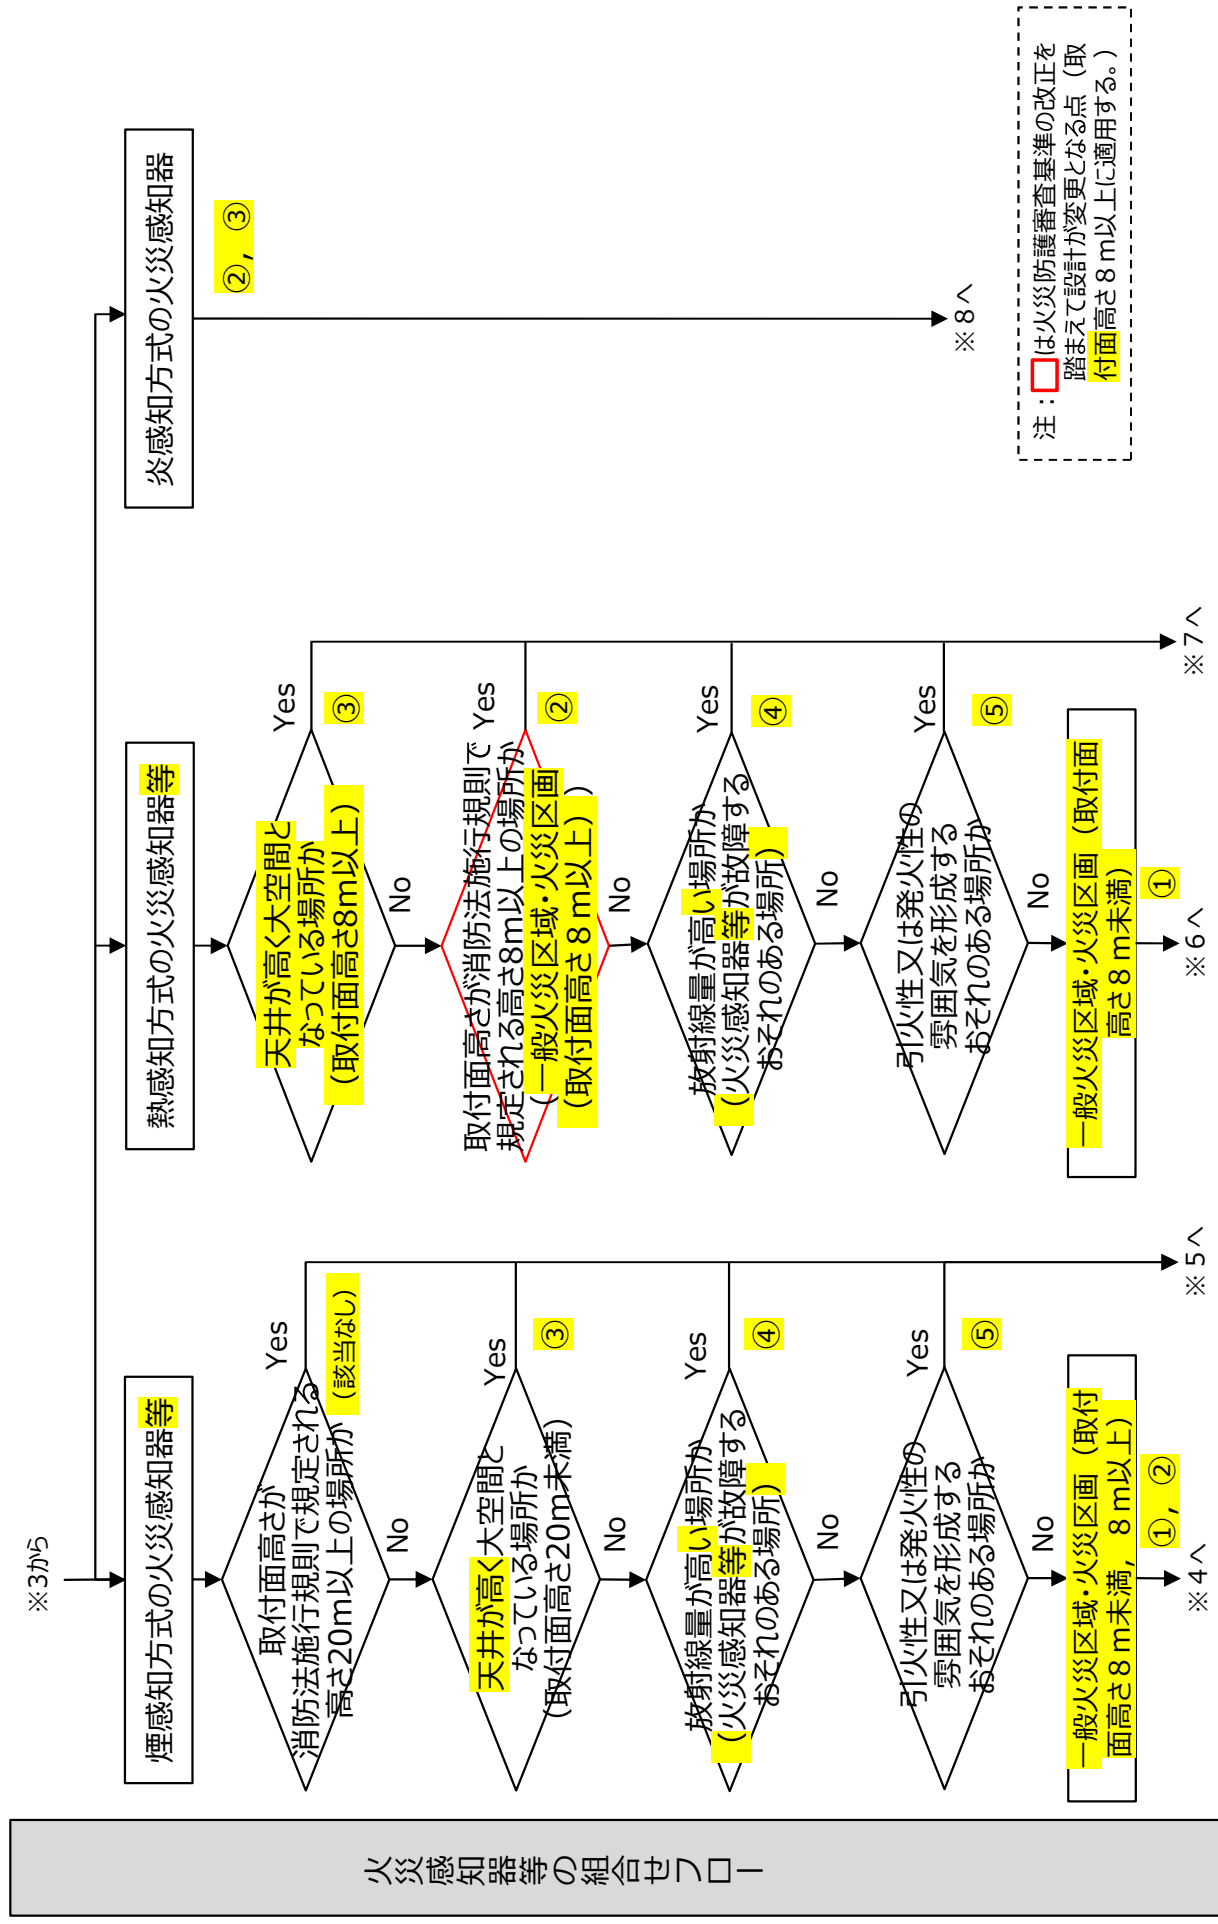 火災感知器等の組合せフロー
※3から
煙感知方式の火災感知器等
取付面高さが
消防法施行規則で規定される
高さ20m以上の場所か
Yes
(該当なし)
No
天井が高く大空間と
なっている場所か
(取付面高さ20m未満)
Yes
③
No
放射線量が高い場所か
(火災感知器等が故障する
おそれのある場所)
Yes
④
No
引火性又は発火性の
雰囲気を形成する
おそれのある場所か
Yes
⑤
No
一般火災区域・火災区画(取付
面高さ8m未満,8m以上)
①,②
※4へ
※5へ
熱感知方式の火災感知器等
天井が高く大空間と
なっている場所か
(取付面高さ8m以上)
Yes
③
No
取付面高さが消防法施行規則で
規定される高さ8m以上の場所か
(一般火災区域・火災区画
(取付面高さ8m以上))
Yes
②
No
放射線量が高い場所か
(火災感知器等が故障する
おそれのある場所)
Yes
④
No
引火性又は発火性の
雰囲気を形成する
おそれのある場所か
Yes
⑤
No
一般火災区域・火災区画(取付面
高さ8m未満)
①
※6へ
※7へ
炎感知方式の火災感知器
②,③
※8へ
注:□は火災防護審査基準の改正を
踏まえて設計が変更となる点(取
付面高さ8m以上に適用する。)